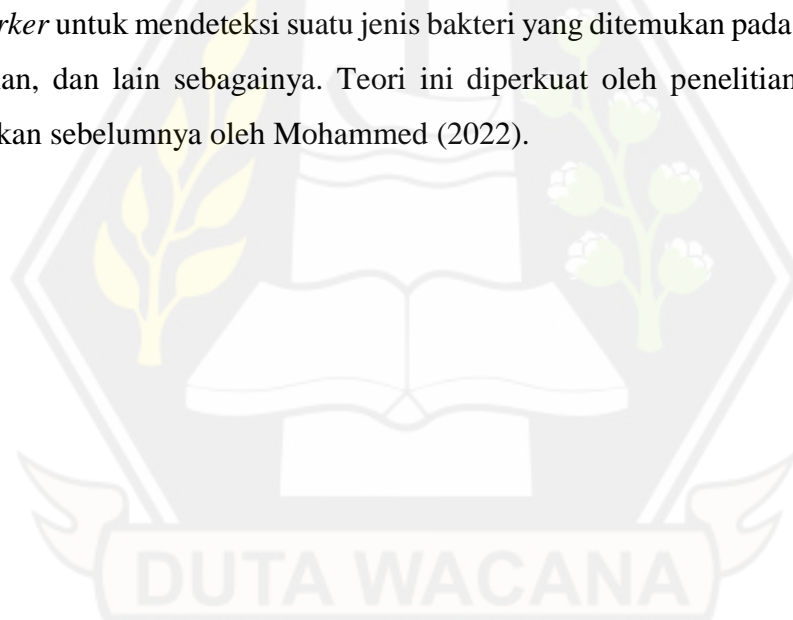 rker untuk mendeteksi suatu jenis bakteri yang ditemukan pada
an, dan lain sebagainya. Teori ini diperkuat oleh penelitian
kan sebelumnya oleh Mohammed (2022).
DUTA WACANA